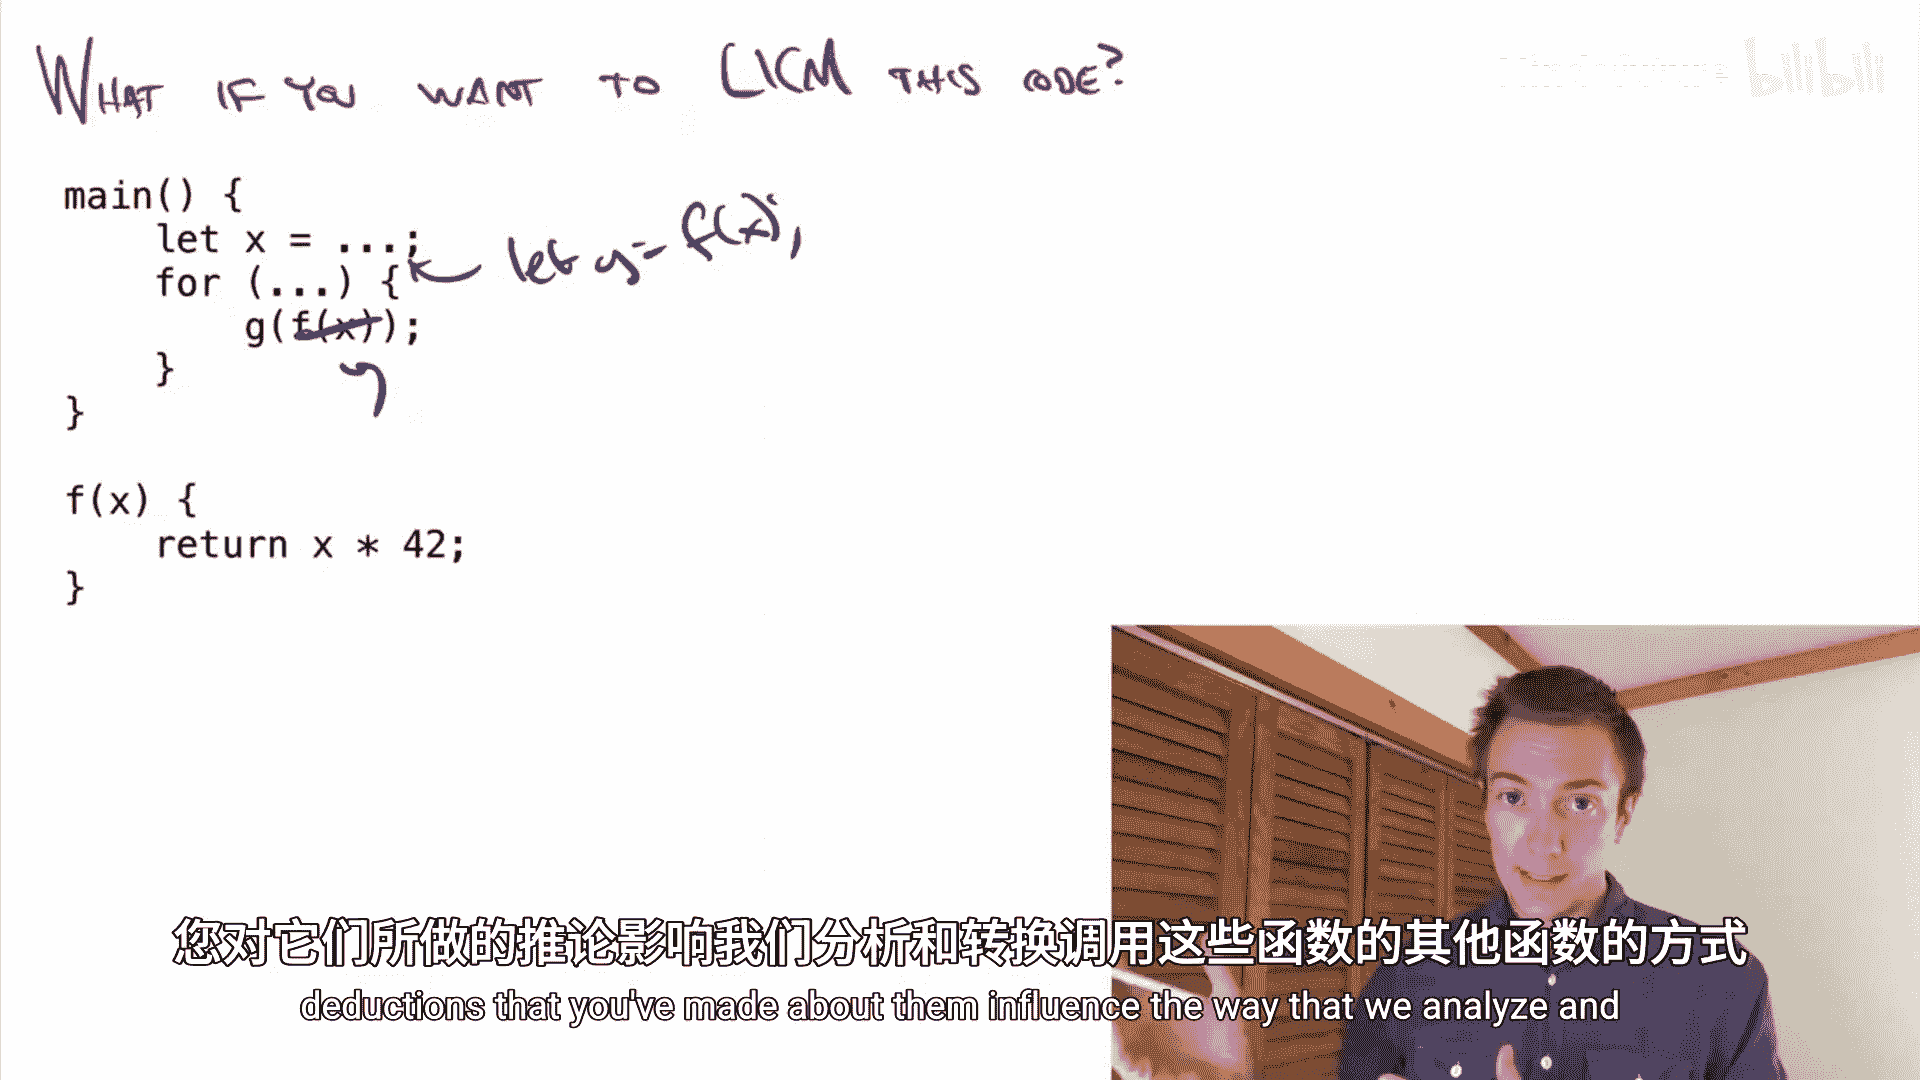 WHAT IF YOU WANT TO LICM THIS CODE?
bilibili
main() {
let x = ...;
let y = f(x);
for (...) {
g(f(x));
y
}
}
f(x) {
return x * 42;
}
您对它们所做的推论影响我们分析和转换调用这些函数的其他函数的方式
deductions that you've made about them influence the way that we analyze and